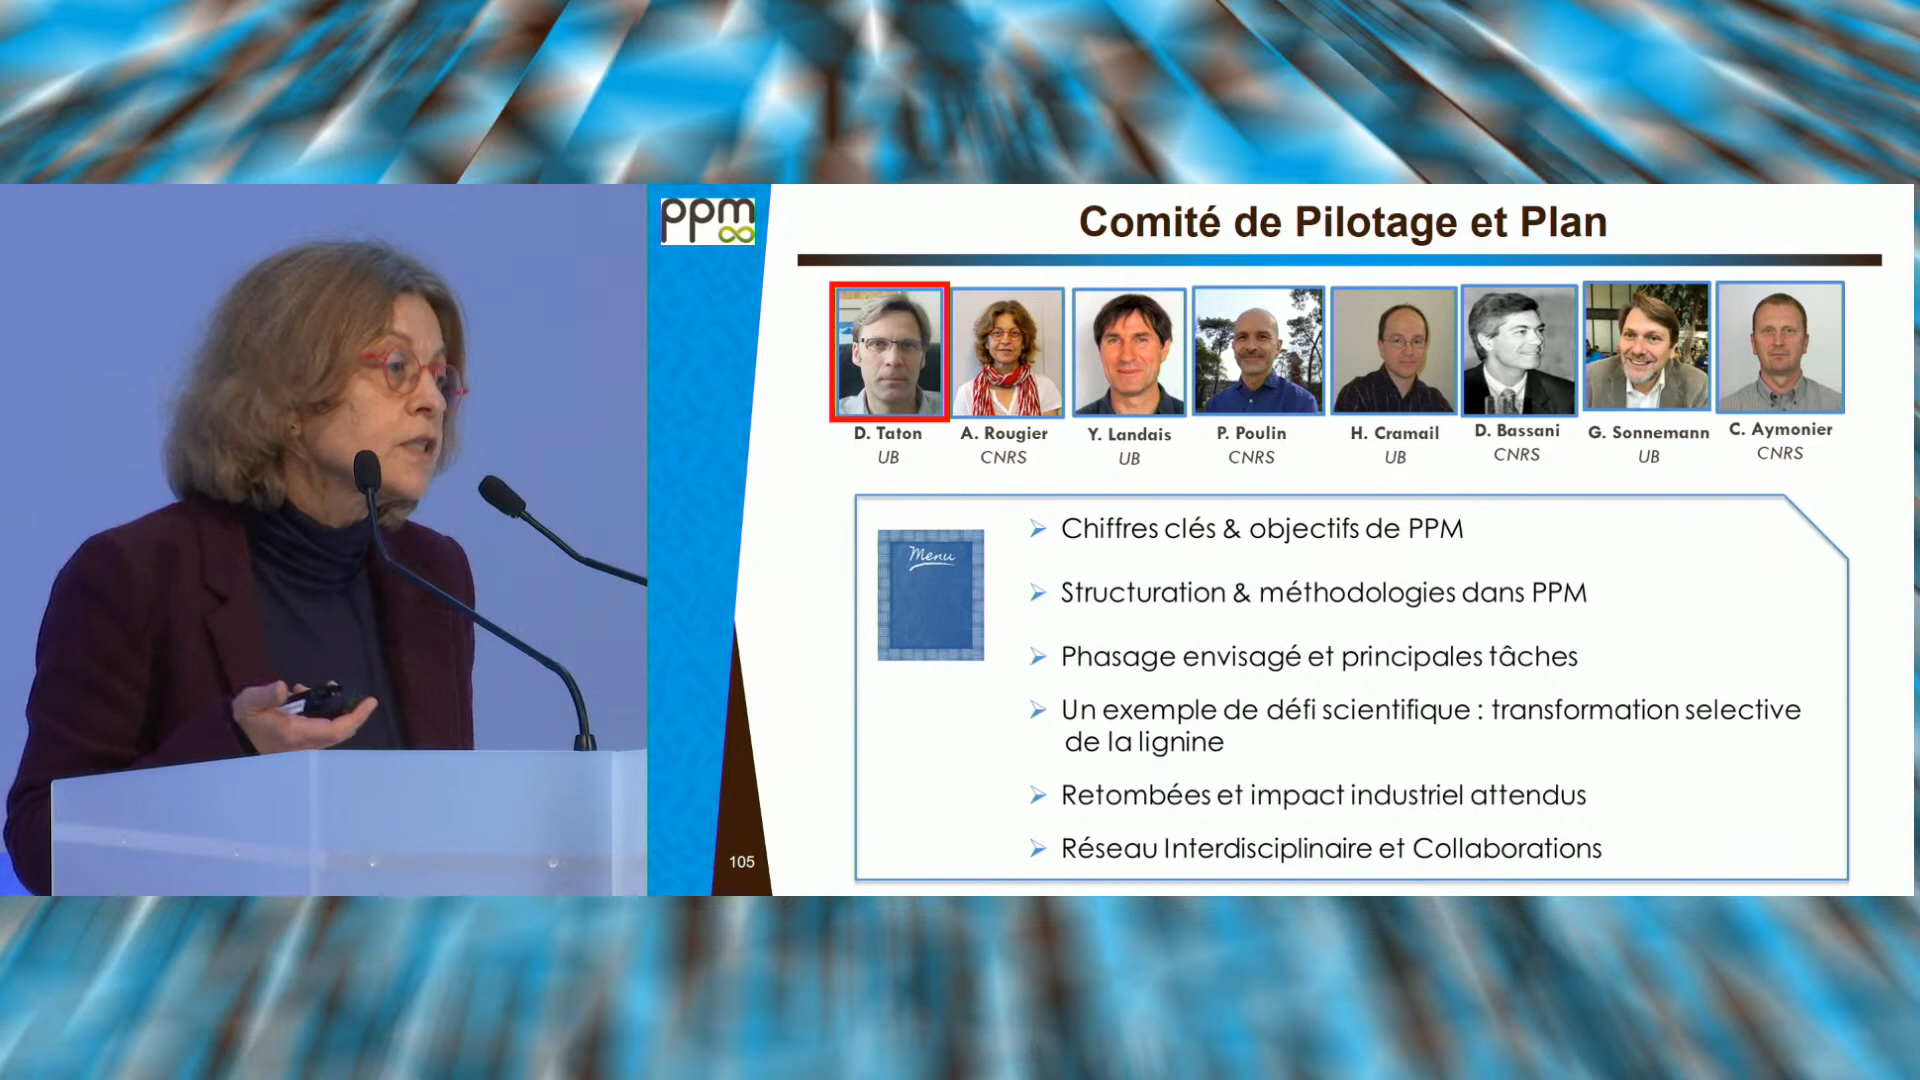 ppm
Comité de Pilotage et Plan
D. Taton
UB
A. Rougier
CNRS
Y. Landais
UB
P. Poulin
CNRS
H. Cramail
UB
D. Bassani
CNRS
G. Sonnemann
UB
C. Aymonier
CNRS
Menu
Chiffres clés & objectifs de PPM
Structuration & méthodologies dans PPM
Phasage envisagé et principales tâches
Un exemple de défi scientifique : transformation selective
de la lignine
Retombées et impact industriel attendus
Réseau Interdisciplinaire et Collaborations
105